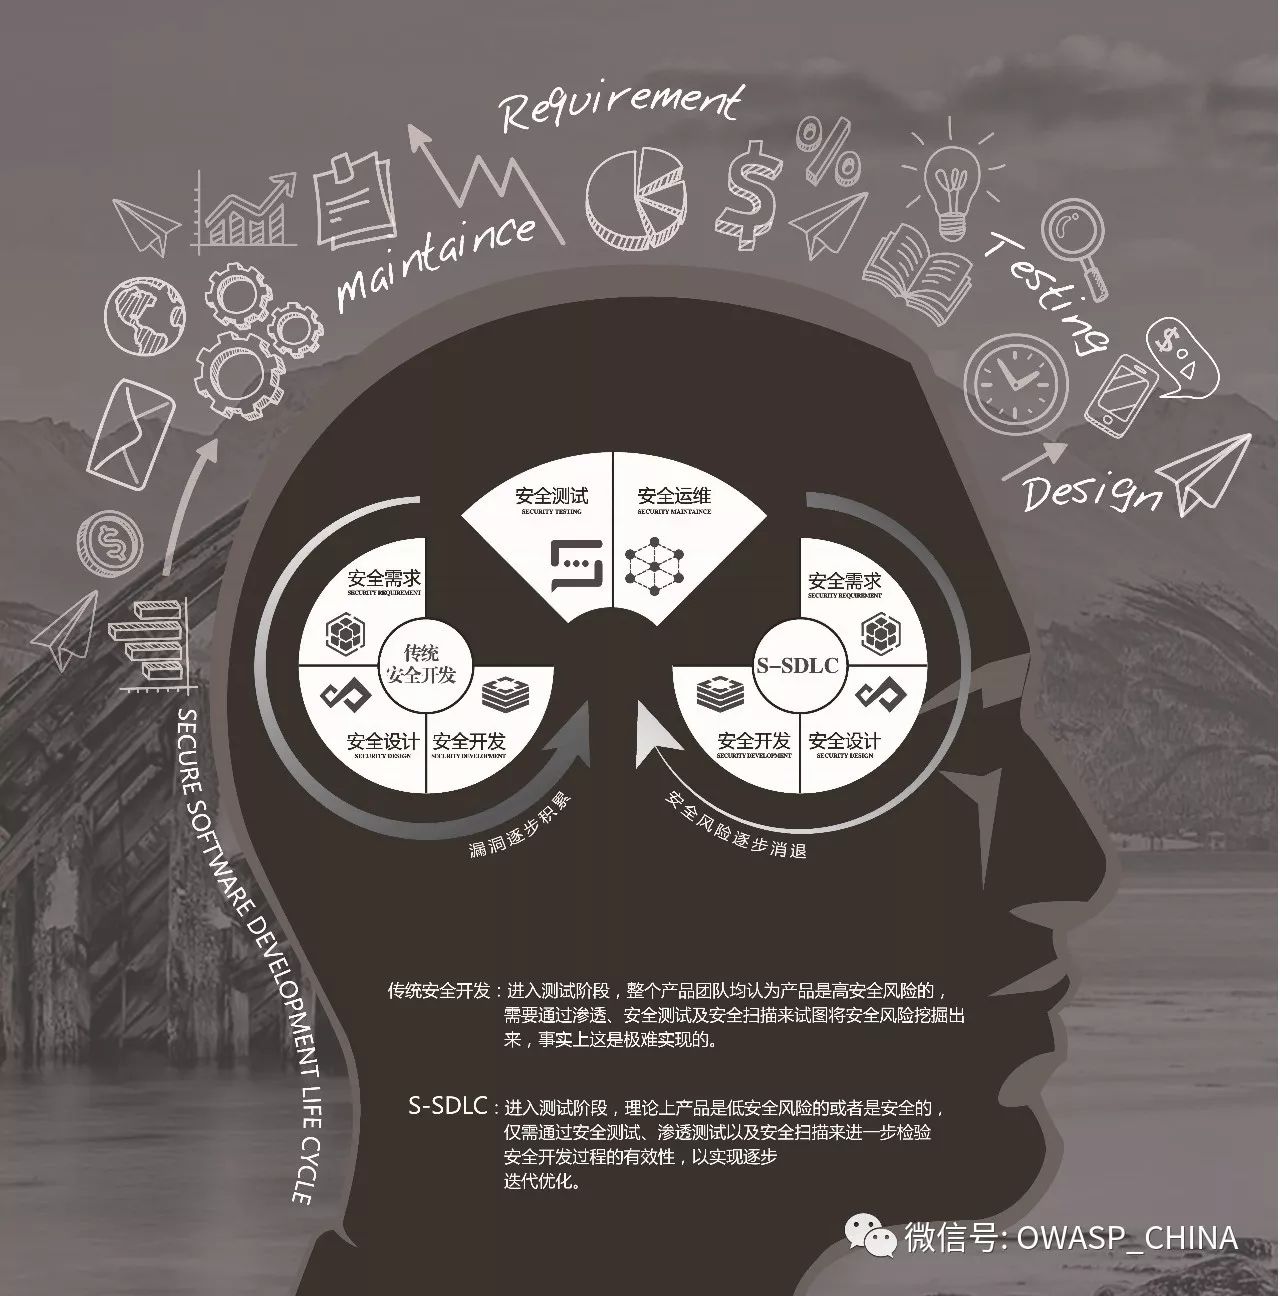 Requirement
Maintaince
Testing
Design
安全测试
SECURITY TESTING
安全运维
SECURITY MAINTAINCE
安全需求
SECURITY REQUIREMENT
传统
安全开发
安全设计
SECURITY DESIGN
安全开发
SOCURITY DEVELOPMENT
漏洞逐步积累
安全需求
SECURITY REQUIREMENT
S-SDLC
安全开发
SECURITY DEVELOPMENT
安全设计
SECURITY DESIGN
安全风险逐步消退
SECURE SOFTWARE DEVELOPMENT LIFE CYCLE
传统安全开发：进入测试阶段，整个产品团队均认为产品是高安全风险的，
需要通过渗透、安全测试及安全扫描来试图将安全风险挖掘出
来，事实上这是极难实现的。
S-SDLC：进入测试阶段，理论上产品是低安全风险的或者是安全的，
仅需通过安全测试、渗透测试以及安全扫描来进一步检验
安全开发过程的有效性，以实现逐步
迭代优化。
微信号: OWASP_CHINA